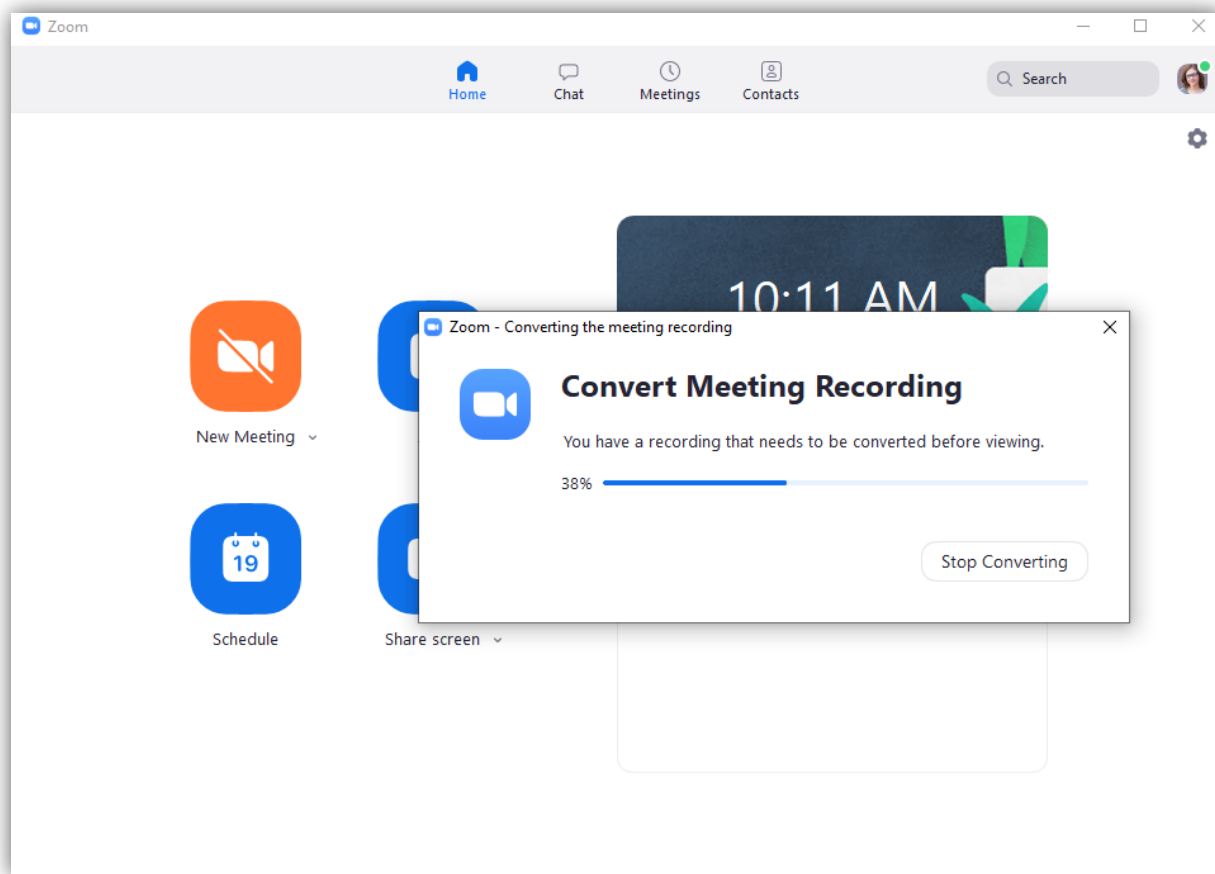 Zoom
Home
Chat
Meetings
Contacts
Search
10:11 AM
New Meeting
19
Schedule
Share screen
Zoom - Converting the meeting recording
Convert Meeting Recording
You have a recording that needs to be converted before viewing.
38%
Stop Converting